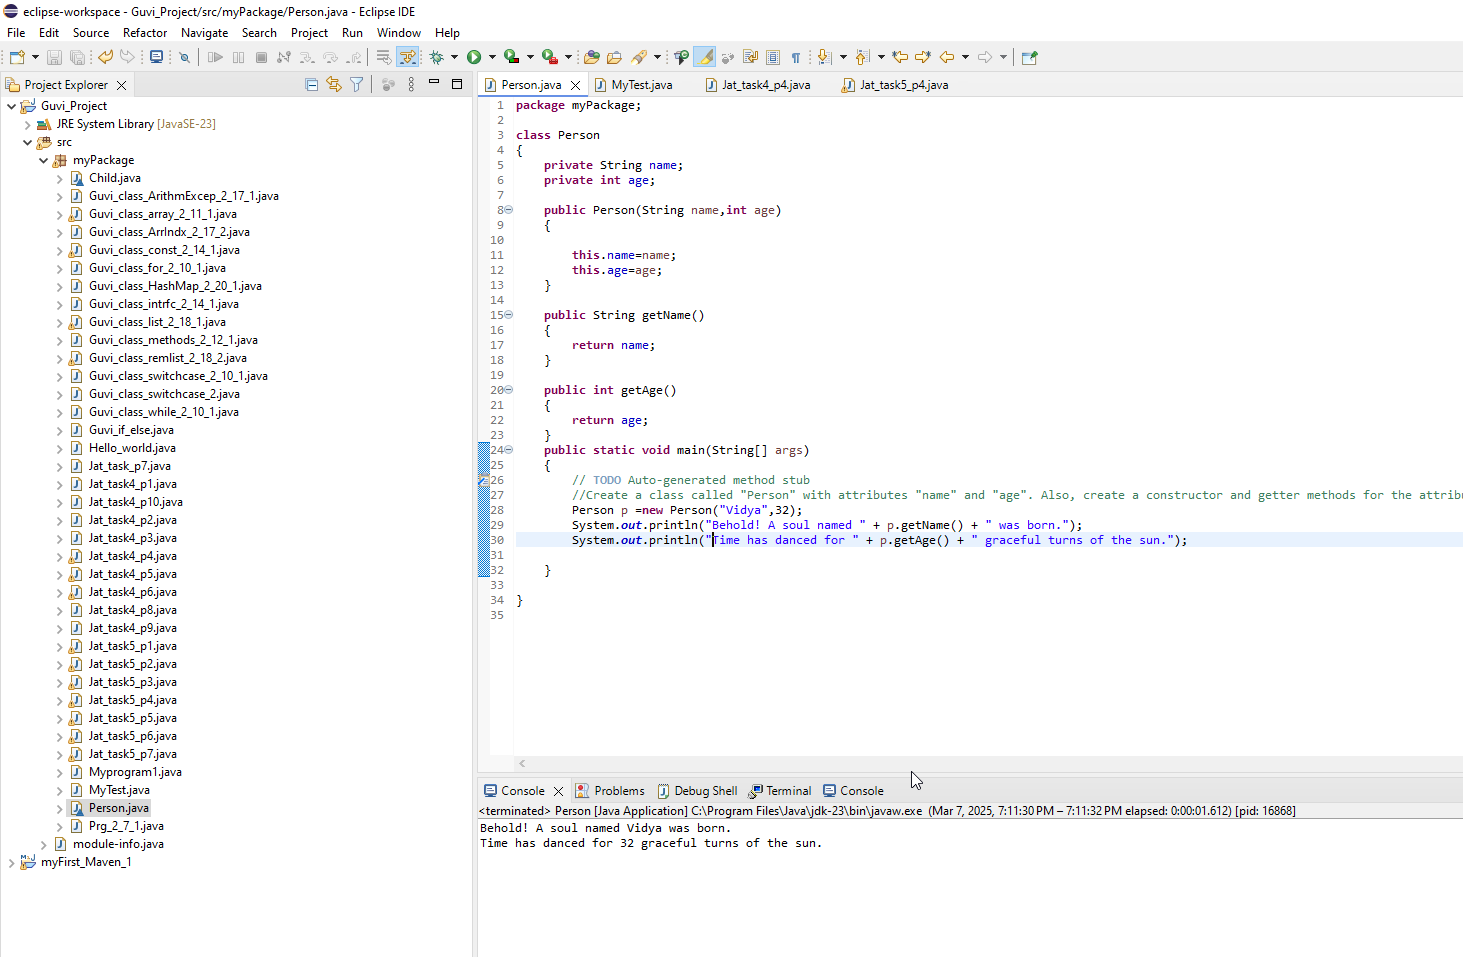 eclipse-workspace - Guvi_Project/src/myPackage/Person.java - Eclipse IDE
File Edit Source Refactor Navigate Search Project Run Window Help
Project Explorer
Guvi_Project
JRE System Library [JavaSE-23]
src
myPackage
Child.java
Guvi_class_ArithmExcep_2_17_1.java
Guvi_class_array_2_11_1.java
Guvi_class_ArrIndx_2_17_2.java
Guvi_class_const_2_14_1.java
Guvi_class_for_2_10_1.java
Guvi_class_HashMap_2_20_1.java
Guvi_class_intrfc_2_14_1.java
Guvi_class_list_2_18_1.java
Guvi_class_methods_2_12_1.java
Guvi_class_remlist_2_18_2.java
Guvi_class_switchcase_2_10_1.java
Guvi_class_switchcase_2.java
Guvi_class_while_2_10_1.java
Guvi_if_else.java
Hello_world.java
Jat_task_p7.java
Jat_task4_p1.java
Jat_task4_p10.java
Jat_task4_p2.java
Jat_task4_p3.java
Jat_task4_p4.java
Jat_task4_p5.java
Jat_task4_p6.java
Jat_task4_p8.java
Jat_task4_p9.java
Jat_task5_p1.java
Jat_task5_p2.java
Jat_task5_p3.java
Jat_task5_p4.java
Jat_task5_p5.java
Jat_task5_p6.java
Jat_task5_p7.java
Myprogram1.java
MyTest.java
Person.java
Prg_2_7_1.java
module-info.java
myFirst_Maven_1
Person.java MyTest.java Jat_task4_p4.java Jat_task5_p4.java
1 package myPackage;
2
3 class Person
4 {
5 private String name;
6 private int age;
7
8 public Person(String name,int age)
9 {
10
11 this.name=name;
12 this.age=age;
13 }
14
15 public String getName()
16 {
17 return name;
18 }
19
20 public int getAge()
21 {
22 return age;
23 }
24 public static void main(String[] args)
25 {
26 // TODO Auto-generated method stub
27 //Create a class called "Person" with attributes "name" and "age". Also, create a constructor and getter methods for the attribu
28 Person p =new Person("Vidya",32);
29 System.out.println("Behold! A soul named " + p.getName() + " was born.");
30 System.out.println("Time has danced for " + p.getAge() + " graceful turns of the sun.");
31
32 }
33
34 }
35
Console Problems Debug Shell Terminal Console
<terminated> Person [Java Application] C:\Program Files\Java\jdk-23\bin\javaw.exe (Mar 7, 2025, 7:11:30 PM – 7:11:32 PM elapsed: 0:00:01.612) [pid: 16868]
Behold! A soul named Vidya was born.
Time has danced for 32 graceful turns of the sun.